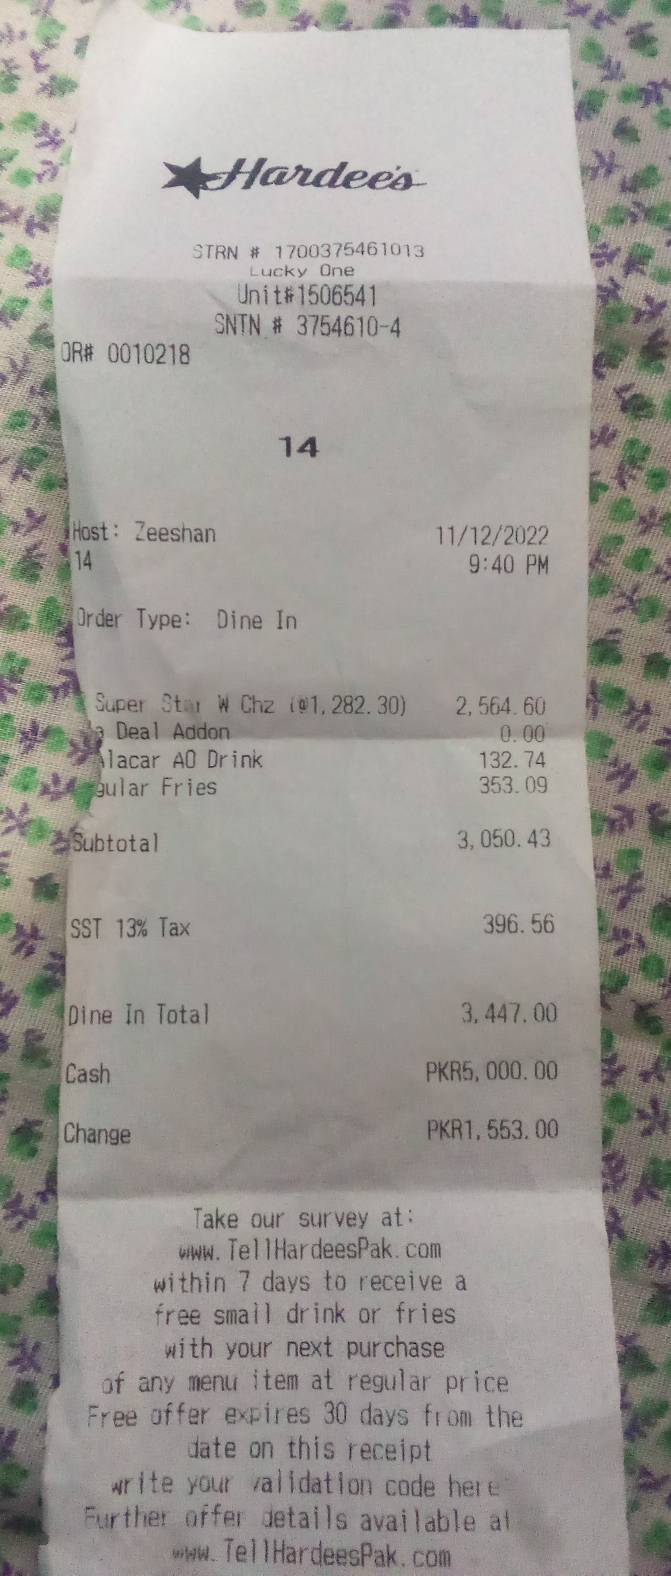 Hardee's
STRN # 1700375461013
Lucky One
Unit#1506541
SNTN # 3754610-4
OR# 0010218
14
Host: Zeeshan 11/12/2022
14 9:40 PM
Order Type: Dine In
Super Star W Chz (@1,282.30) 2,564.60
Deal Addon 0.00
Alacar AO Drink 132.74
gular Fries 353.09
Subtotal 3,050.43
SST 13% Tax 396.56
Dine In Total 3,447.00
Cash PKR5,000.00
Change PKR1,553.00
Take our survey at:
www.TellHardeesPak.com
within 7 days to receive a
free small drink or fries
with your next purchase
of any menu item at regular price
Free offer expires 30 days from the
date on this receipt
write your validation code here
Further offer details available at
www.TellHardeesPak.com